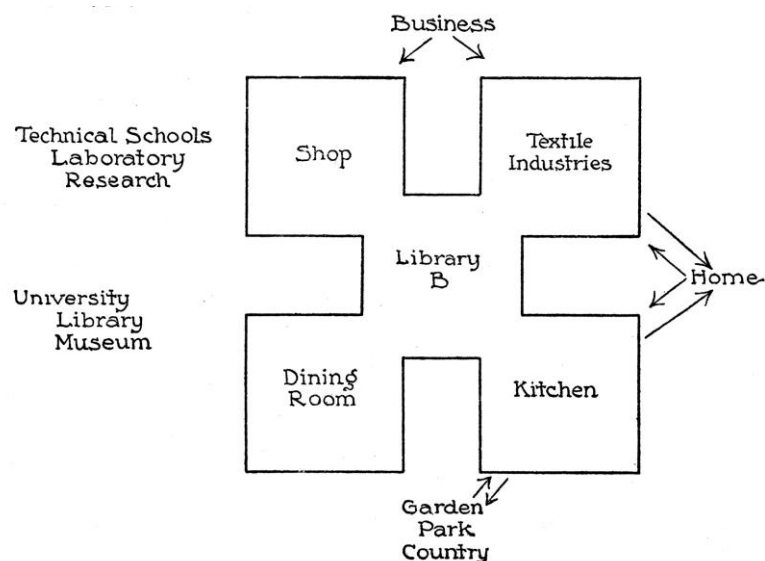 Business
Technical Schools
Laboratory
Research
Shop
Textile
Industries
Library
B
Home
University
Library
Museum
Dining
Room
Kitchen
Garden
Park
Country